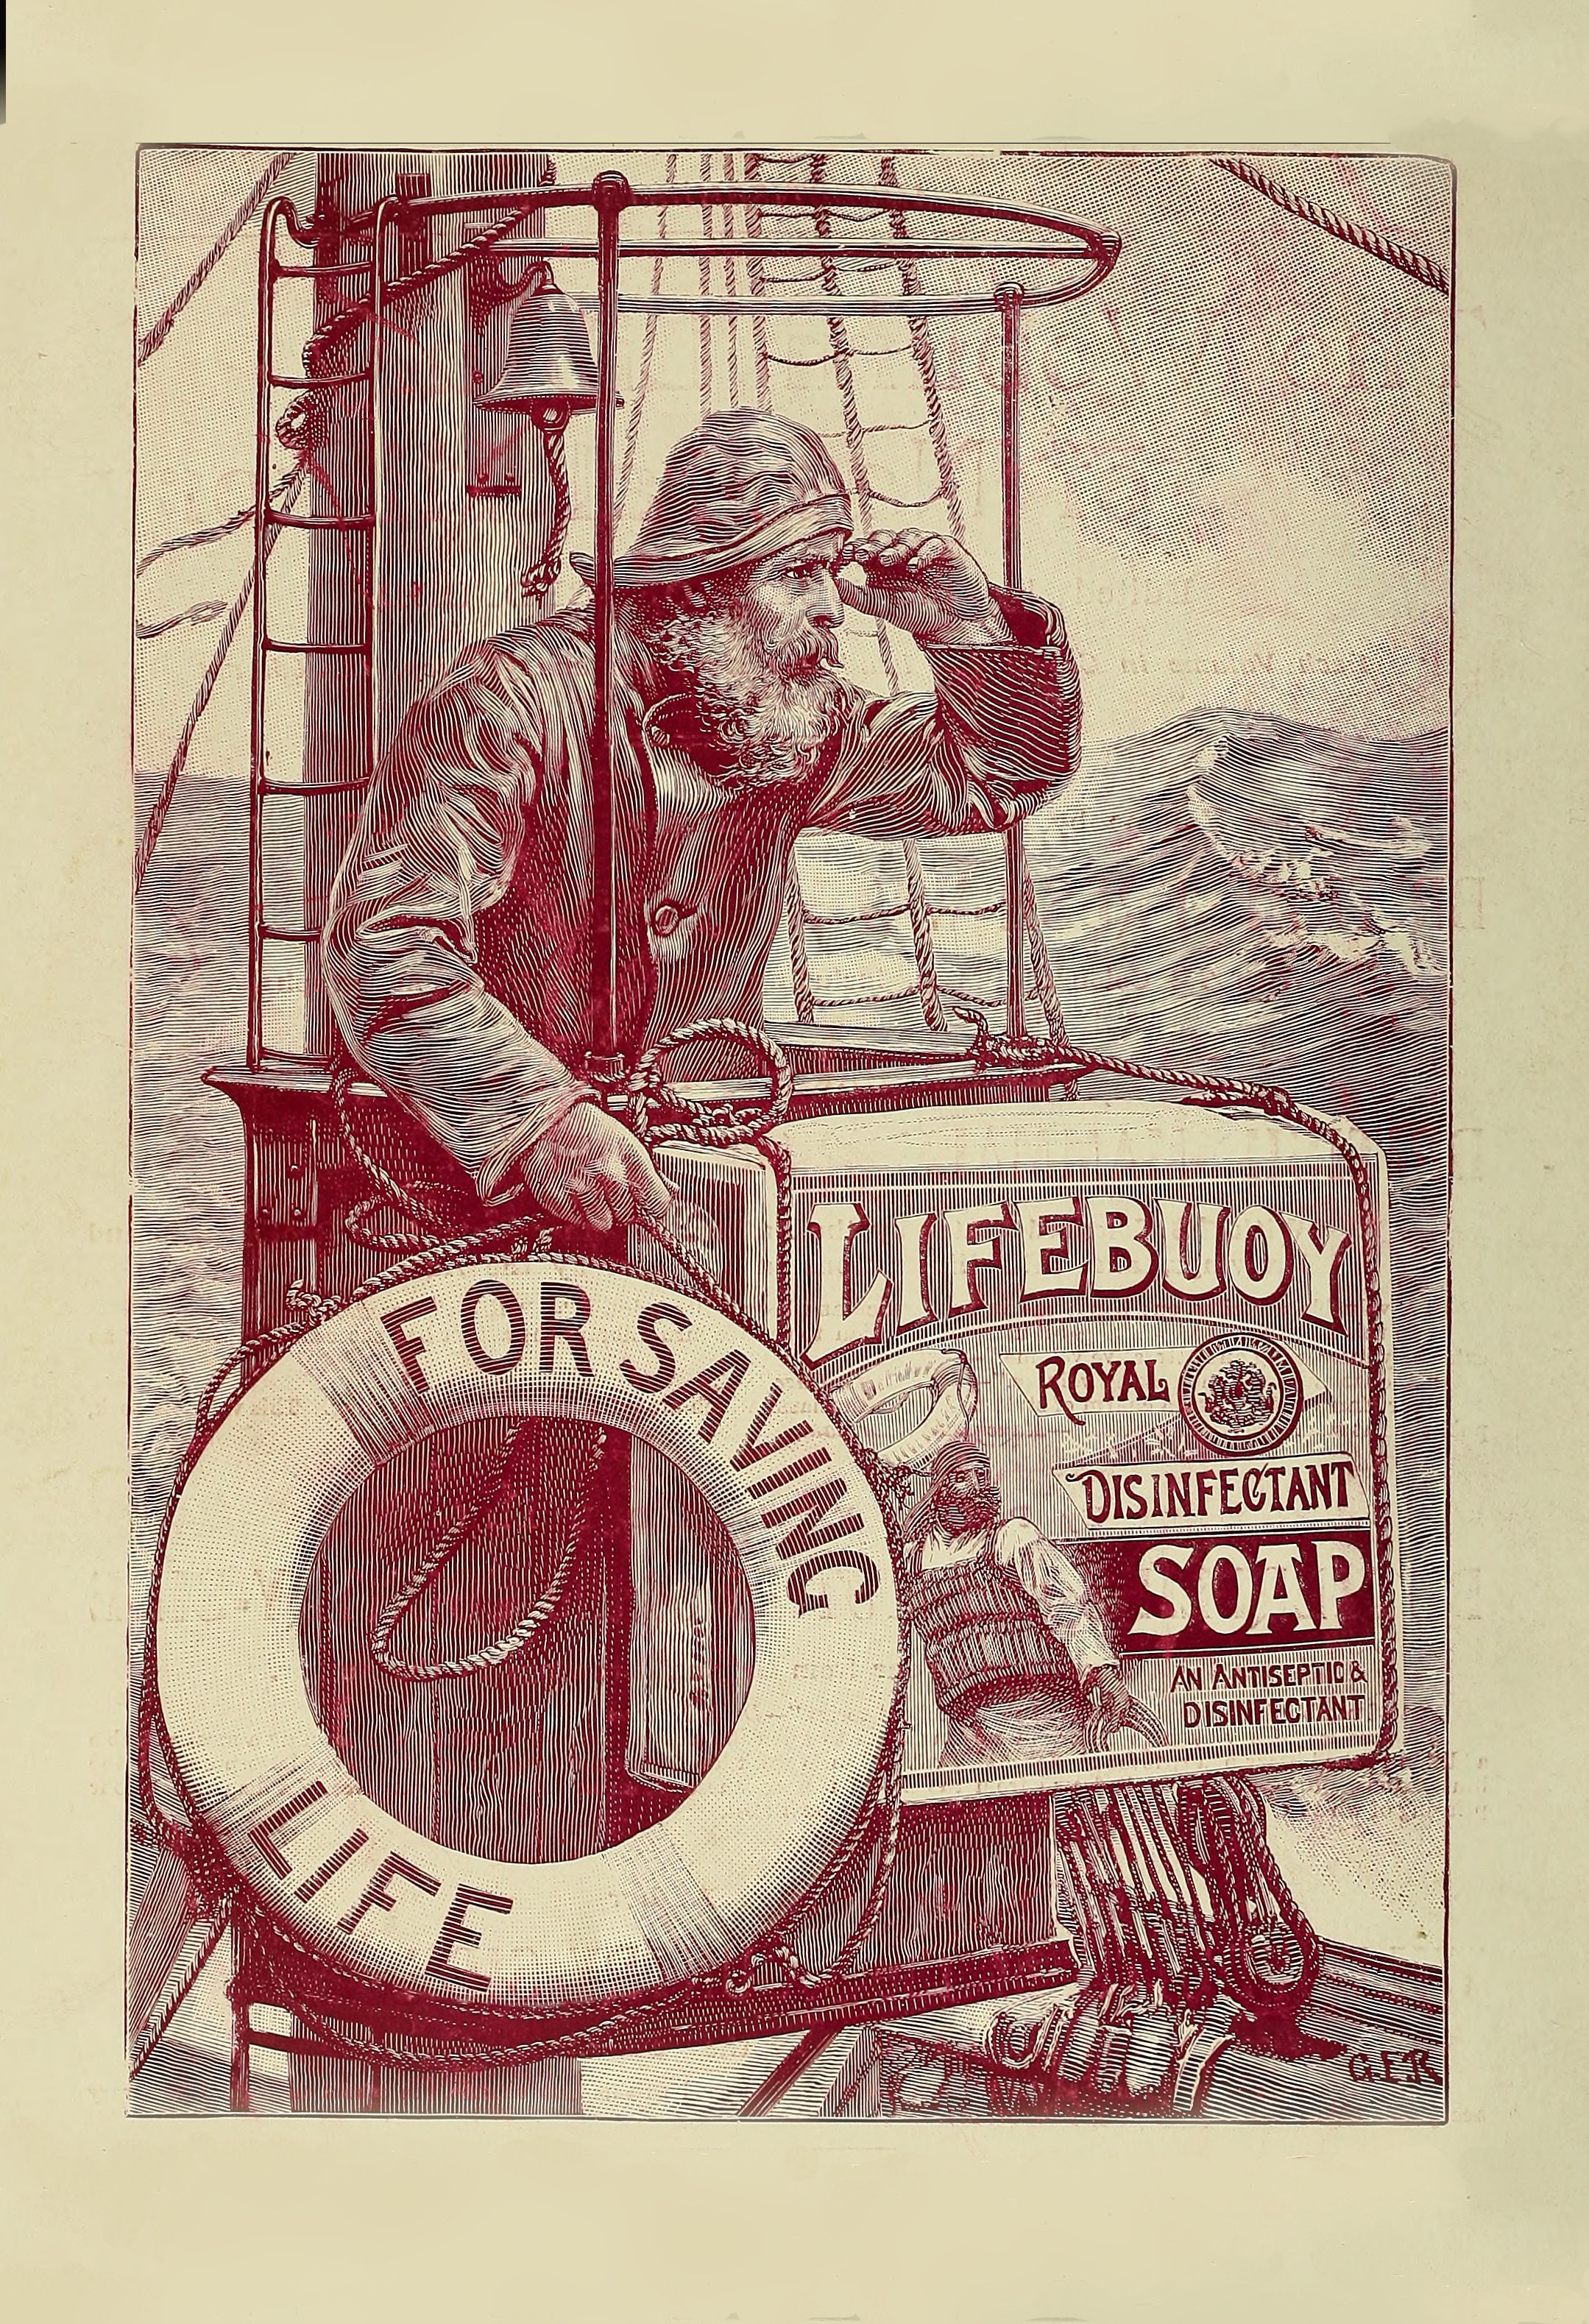 FOR SAVING
LIFE
LIFEBUOY
ROYAL
DISINFECTANT
SOAP
AN ANTISEPTIC &
DISINFECTANT
G.E.R